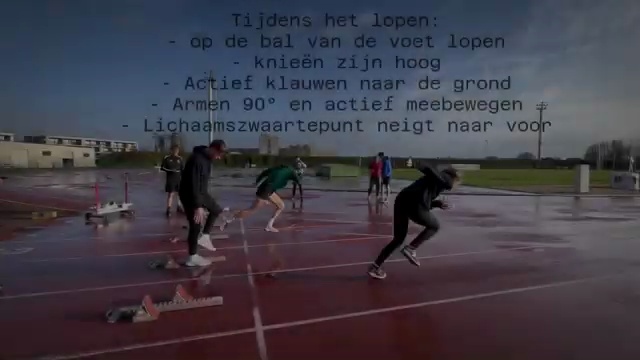 Tijdens het lopen:
- op de bal van de voet lopen
- knieën zijn hoog
- Actief klauwen naar de grond
- Armen 90° en actief meebewegen
- Lichaamszwaartepunt neigt naar voor